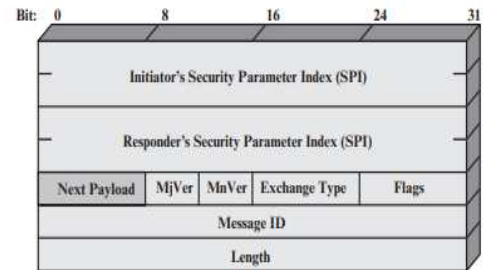 Bit: 0 8 16 24 31
Initiator's Security Parameter Index (SPI)
Responder's Security Parameter Index (SPI)
Next Payload MjVer MnVer Exchange Type Flags
Message ID
Length